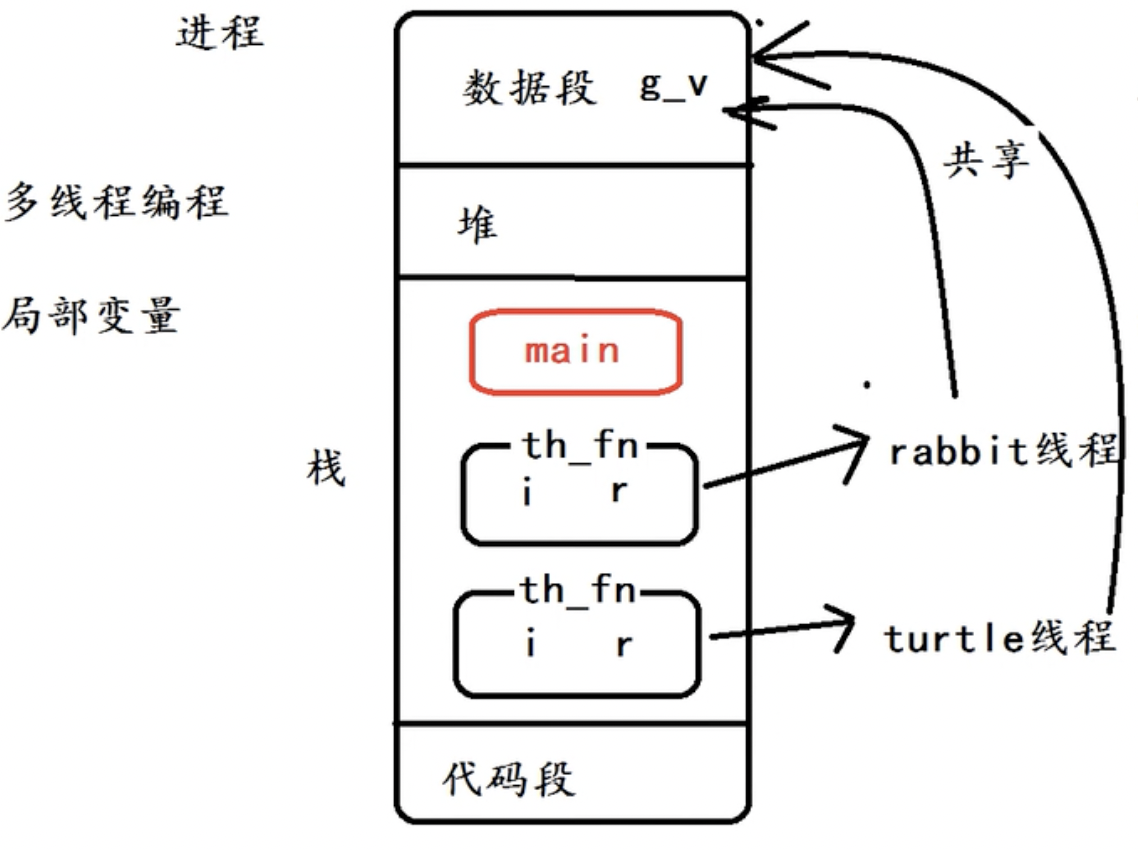 进程
数据段 g_v
共享
多线程编程
堆
局部变量
main
th_fn
i r
rabbit线程
栈
th_fn
i r
turtle线程
代码段